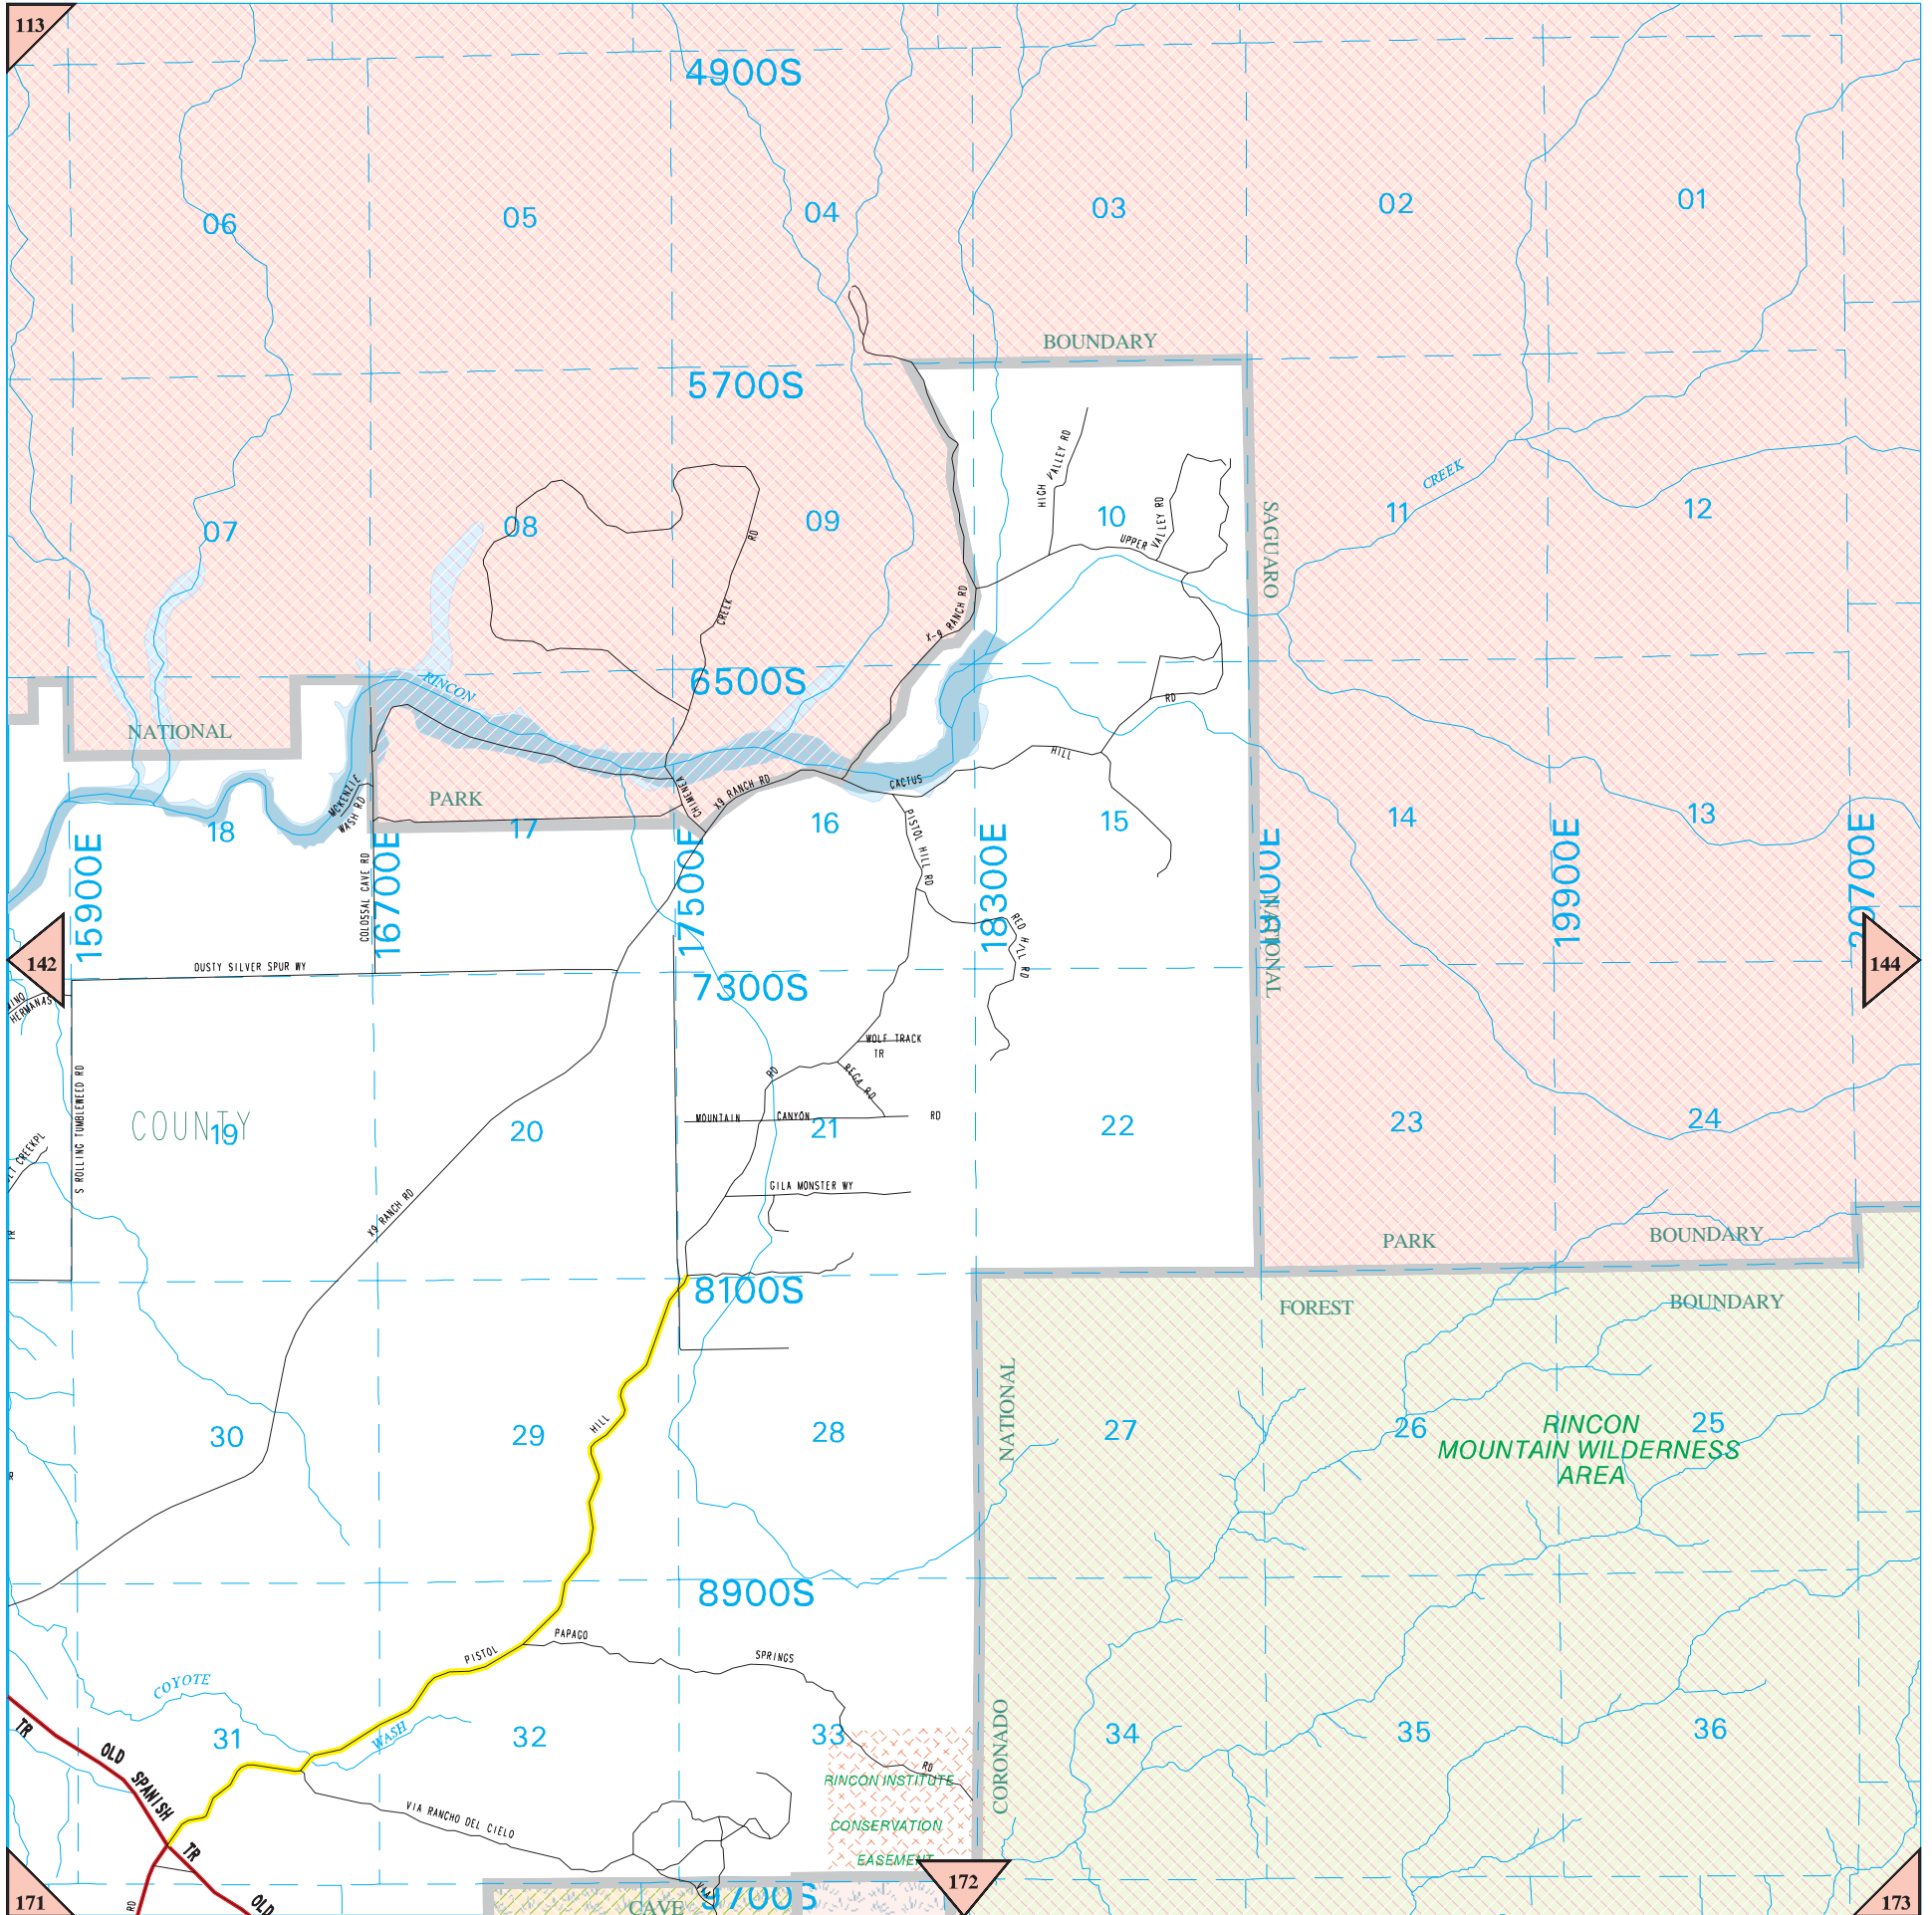 113
4900S
06
05
04
03
02
01
BOUNDARY
5700S
HIGH VALLEY RD
UPPER VALLEY RD
CREEK
07
08
09
10
11
12
SAGUARO
CREEK RD
X-9 RANCH RD
RINCON
6500S
NATIONAL
RD
HILL
CACTUS
CHIMENEA
X9 RANCH RD
MCKENZIE
WASH RD
PARK
18
17
16
15
14
13
PISTOL HILL RD
15900E
COLOSSAL CAVE RD
16700E
17500E
18300E
19900E
20700E
RED HILL RD
NATIONAL
142
144
DUSTY SILVER SPUR WY
7300S
HERMANAS
WOLF TRACK
TR
RD
REGA RD
S ROLLING TUMBLEWEED RD
MOUNTAIN CANYON RD
COUNTY
19
20
21
22
23
24
GILA MONSTER WY
X9 RANCH RD
TR
PARK
BOUNDARY
8100S
FOREST
BOUNDARY
NATIONAL
HILL
30
29
28
27
26
25
RINCON
MOUNTAIN WILDERNESS
AREA
8900S
PISTOL
PAPAGO
SPRINGS
COYOTE
WASH
31
32
33
34
35
36
CORONADO
TR
OLD
SPANISH
TR
OLD
RD
RINCON INSTITUTE
CONSERVATION
EASEMENT
VIA RANCHO DEL CIELO
VIA
RD
171
172
173
CAVE
9700S